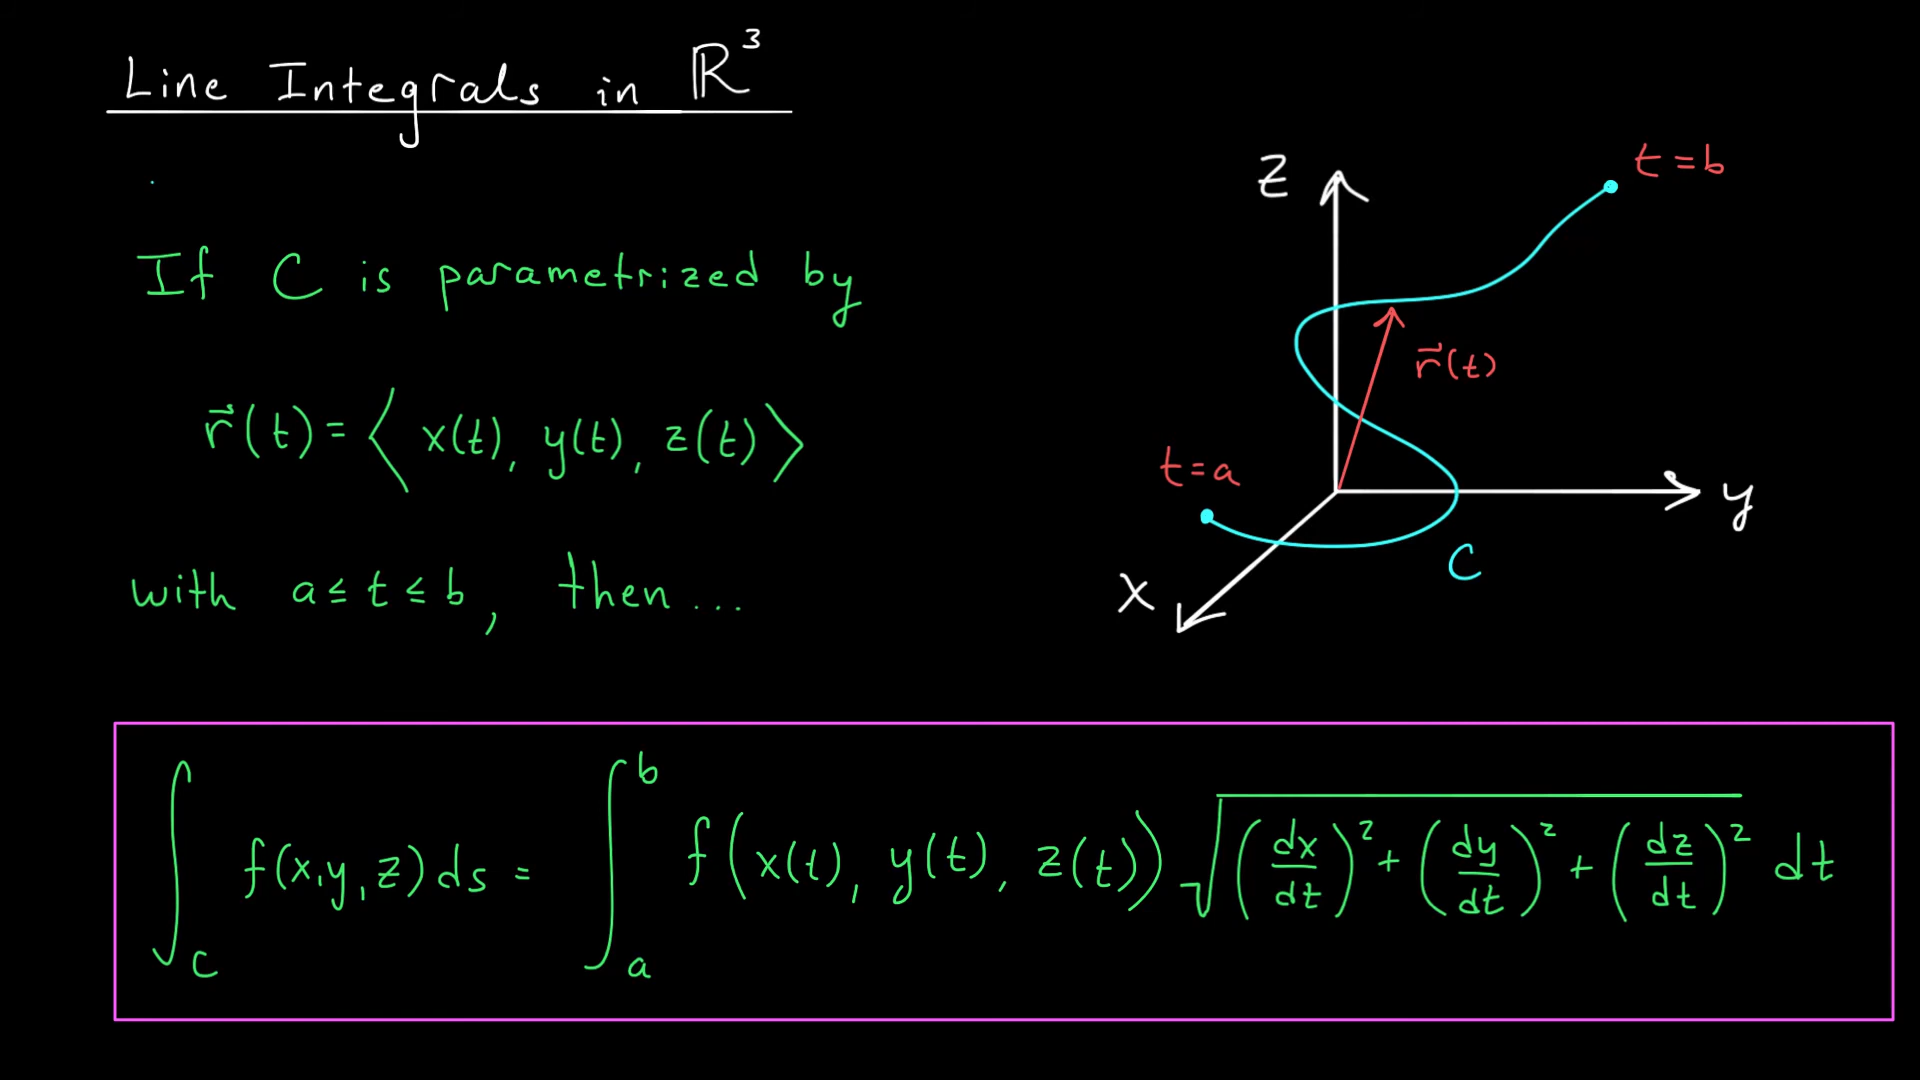 Line Integrals in ℝ³
If C is parametrized by
r⃗(t) = ⟨x(t), y(t), z(t)⟩
with a ≤ t ≤ b, then...
z
t = b
r⃗(t)
t = a
y
C
x
∫_C f(x,y,z) ds = ∫_a^b f(x(t), y(t), z(t)) √((dx/dt)² + (dy/dt)² + (dz/dt)²) dt